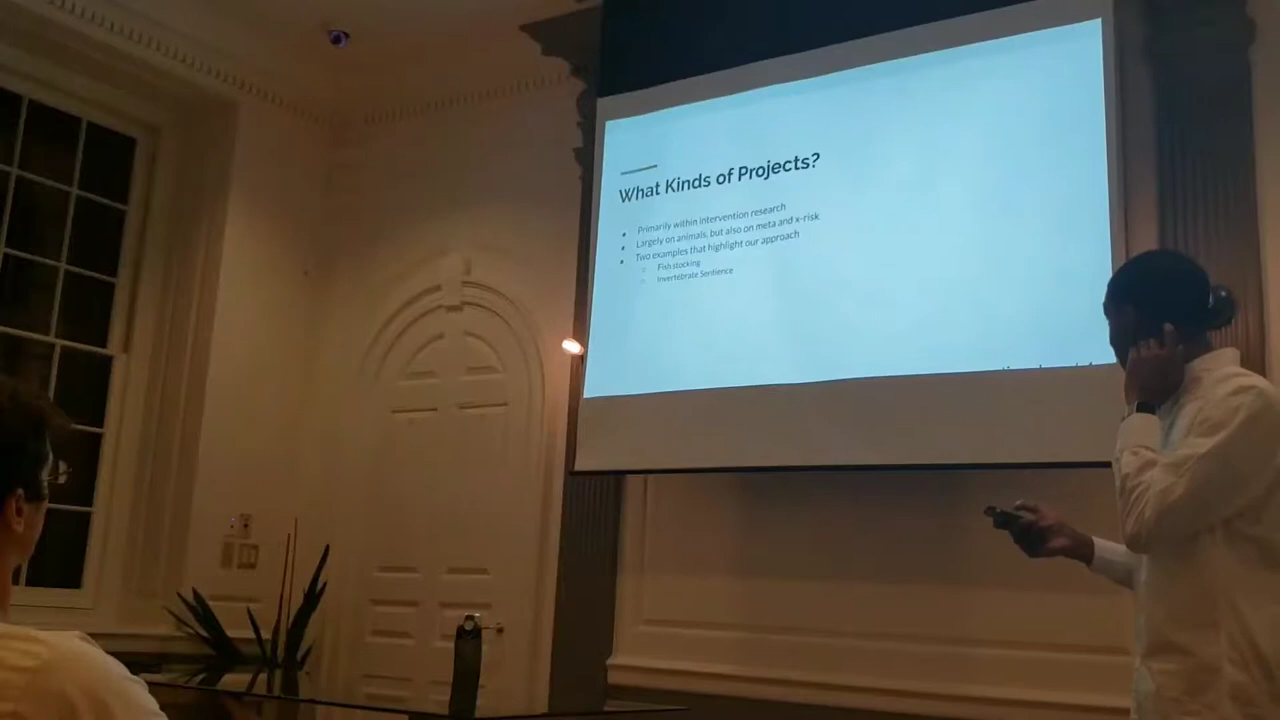 What Kinds of Projects?
Primarily within intervention research
Largely on animals, but also on meta and x-risk
Two examples that highlight our approach
Fish stocking
Invertebrate Sentience